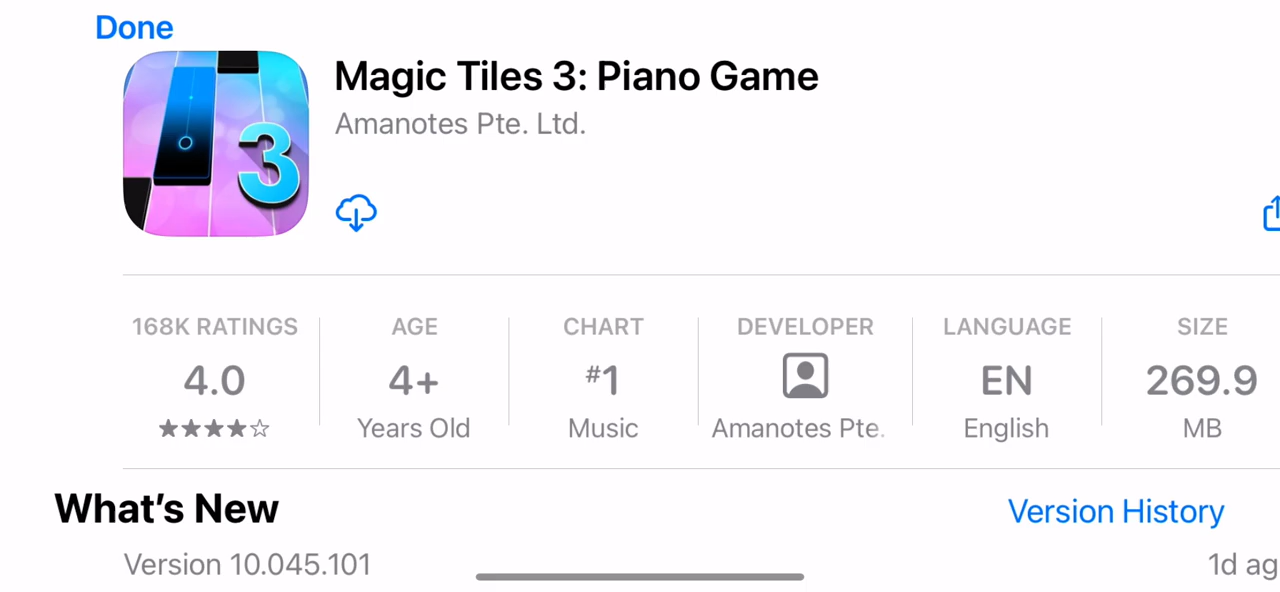 Done
Magic Tiles 3: Piano Game
Amanotes Pte. Ltd.
3
168K RATINGS AGE CHART DEVELOPER LANGUAGE SIZE
4.0 4+ #1 EN 269.9
Years Old Music Amanotes Pte. English MB
What's New Version History
Version 10.045.101 1d ag